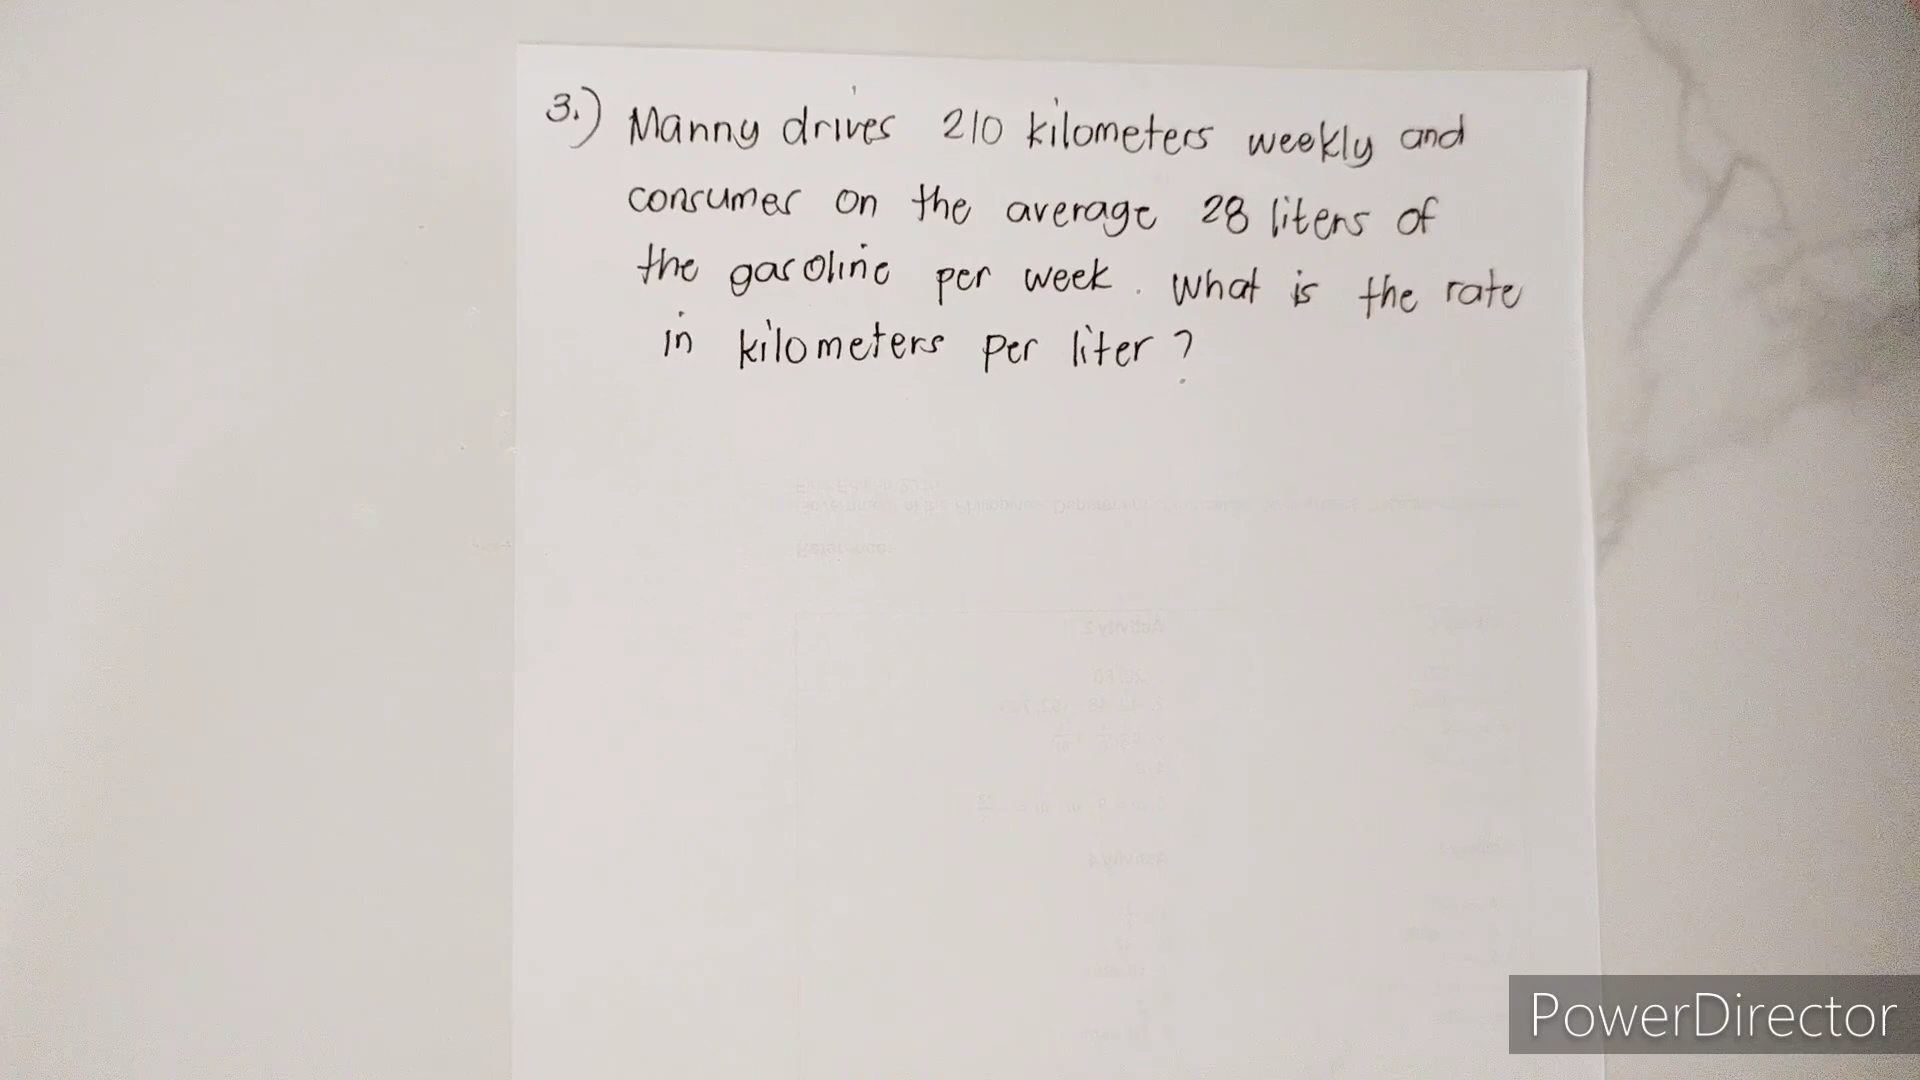 3.) Manny drives 210 kilometers weekly and
consumes on the average 28 liters of
the gasoline per week. What is the rate
in kilometers per liter?
PowerDirector